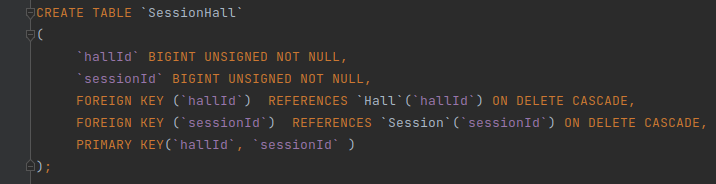 CREATE TABLE `SessionHall`
(
`hallId` BIGINT UNSIGNED NOT NULL,
`sessionId` BIGINT UNSIGNED NOT NULL,
FOREIGN KEY (`hallId`)  REFERENCES `Hall`(`hallId`) ON DELETE CASCADE,
FOREIGN KEY (`sessionId`)  REFERENCES `Session`(`sessionId`) ON DELETE CASCADE,
PRIMARY KEY(`hallId`, `sessionId` )
);